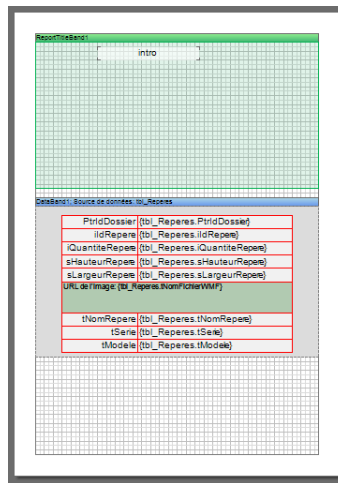 ReportTitleBand1
intro
DataBand1: Source de données: tbl_Reperes
PtrIdDossier {tbl_Reperes.PtrIdDossier}
iIdRepere {tbl_Reperes.iIdRepere}
iQuantiteRepere {tbl_Reperes.iQuantiteRepere}
sHauteurRepere {tbl_Reperes.sHauteurRepere}
sLargeurRepere {tbl_Reperes.sLargeurRepere}
URL de l'image: {tbl_Reperes.tNomFichierWMF}
tNomRepere {tbl_Reperes.tNomRepere}
tSerie {tbl_Reperes.tSerie}
tModele {tbl_Reperes.tModele}